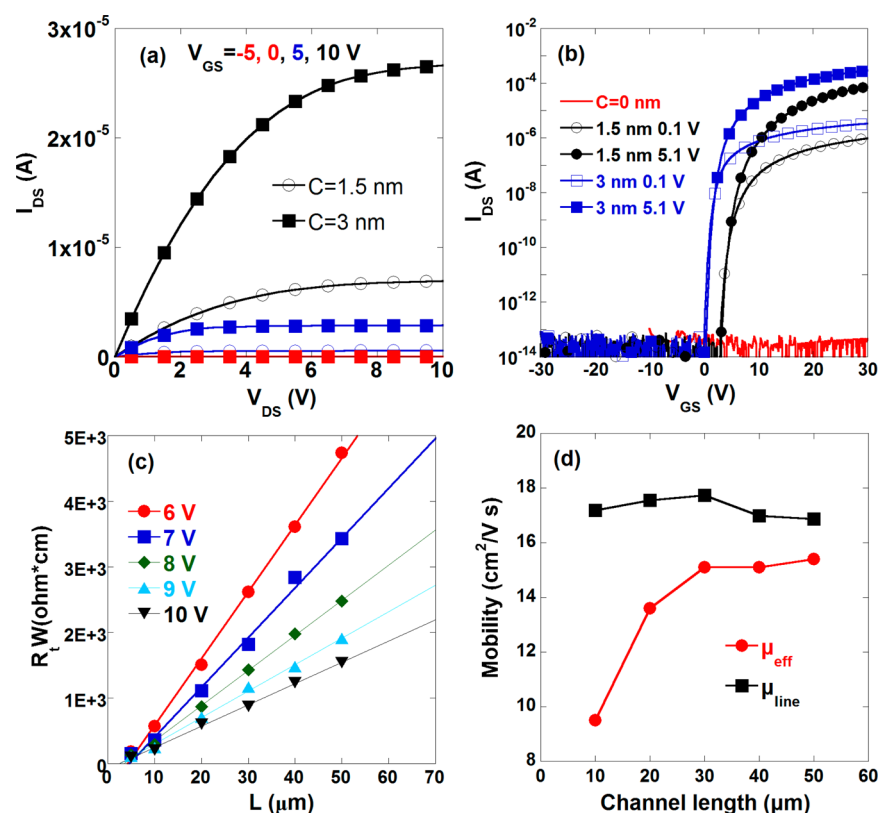 (a)
V_GS=-5, 0, 5, 10 V
3x10^-5
2x10^-5
1x10^-5
0
I_DS (A)
C=1.5 nm
C=3 nm
0 2 4 6 8 10
V_DS (V)
(b)
10^0
10^-2
10^-4
10^-6
10^-8
10^-10
10^-12
10^-14
I_DS (A)
C=0 nm
1.5 nm 0.1 V
1.5 nm 5.1 V
3 nm 0.1 V
3 nm 5.1 V
-30 -20 -10 0 10 20 30
V_GS (V)
(c)
5E+3
4E+3
3E+3
2E+3
1E+3
0
R_t W(ohm*cm)
6 V
7 V
8 V
9 V
10 V
0 10 20 30 40 50 60 70
L (μm)
(d)
20
18
16
14
12
10
8
Mobility (cm^2/V s)
μ_eff
μ_line
0 10 20 30 40 50 60
Channel length (μm)